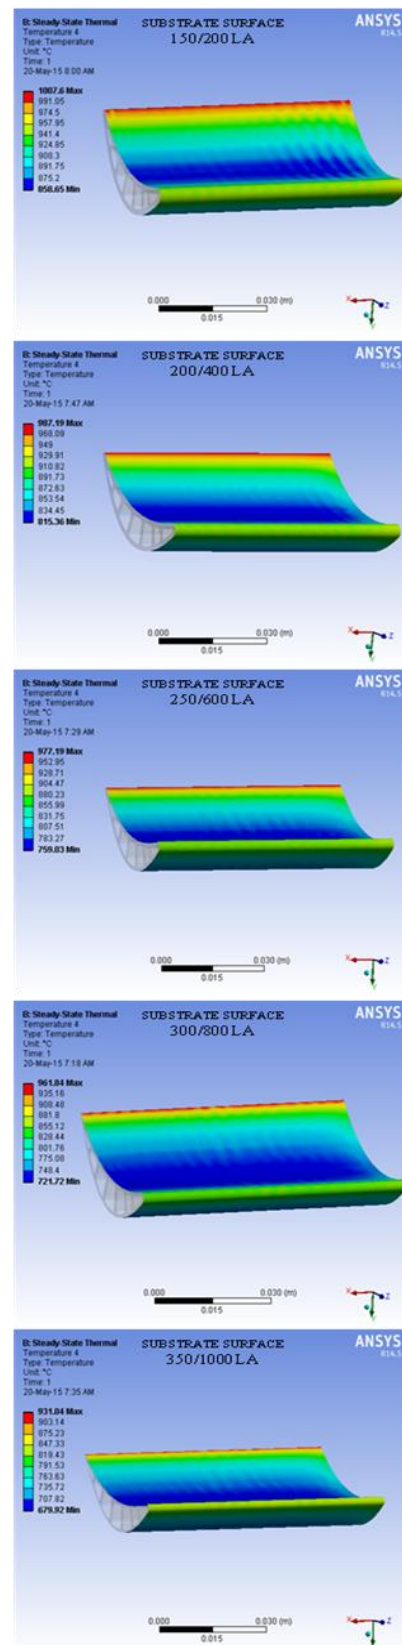 B: Steady-State Thermal
Temperature 4
Type: Temperature
Unit: °C
Time: 1
20-May-15 8:00 AM
SUBSTRATE SURFACE
150/200 LA
ANSYS
R14.5
1007.6 Max
991.05
974.5
957.95
941.4
924.85
908.3
891.75
875.2
858.65 Min
0.000
0.030 (m)
0.015
X
Z
Y
B: Steady-State Thermal
Temperature 4
Type: Temperature
Unit: °C
Time: 1
20-May-15 7:47 AM
SUBSTRATE SURFACE
200/400 LA
ANSYS
R14.5
987.19 Max
968.09
949
929.91
910.82
891.73
872.63
853.54
834.45
815.36 Min
0.000
0.030 (m)
0.015
X
Z
Y
B: Steady-State Thermal
Temperature 4
Type: Temperature
Unit: °C
Time: 1
20-May-15 7:29 AM
SUBSTRATE SURFACE
250/600 LA
ANSYS
R14.5
977.19 Max
952.95
928.71
904.47
880.23
855.99
831.75
807.51
783.27
759.03 Min
0.000
0.030 (m)
0.015
X
Z
Y
B: Steady-State Thermal
Temperature 4
Type: Temperature
Unit: °C
Time: 1
20-May-15 7:18 AM
SUBSTRATE SURFACE
300/800 LA
ANSYS
R14.5
961.84 Max
935.16
908.48
881.8
855.12
828.44
801.76
775.08
748.4
721.72 Min
0.000
0.030 (m)
0.015
X
Z
Y
B: Steady-State Thermal
Temperature 4
Type: Temperature
Unit: °C
Time: 1
20-May-15 7:35 AM
SUBSTRATE SURFACE
350/1000 LA
ANSYS
R14.5
931.04 Max
903.14
875.23
847.33
819.43
791.53
763.63
735.72
707.82
679.92 Min
0.000
0.030 (m)
0.015
X
Z